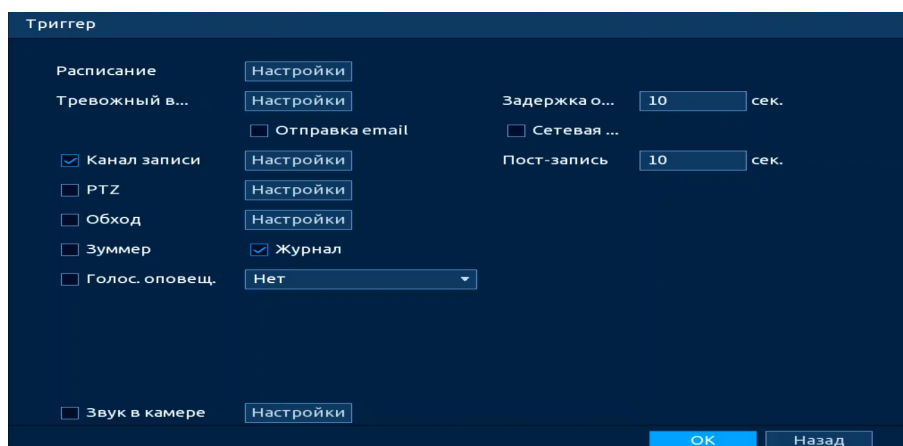 Триггер
Расписание Настройки
Тревожный в... Настройки Задержка о... 10 сек.
Отправка email Сетевая ...
Канал записи Настройки Пост-запись 10 сек.
PTZ Настройки
Обход Настройки
Зуммер Журнал
Голос. оповещ. Нет
Звук в камере Настройки
OK Назад